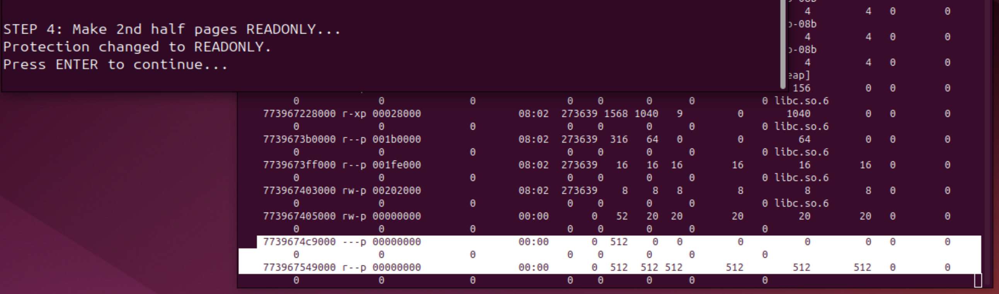 STEP 4: Make 2nd half pages READONLY...
Protection changed to READONLY.
Press ENTER to continue...
4 4 0 0
-08b
4 4 0 0
-08b
4 4 0 0
eap]
156 0 0 0
0 0 0 0 0 0 0 0 libc.so.6
773967228000 r-xp 00028000 08:02 273639 1568 1040 9 0 1040 0 0 0
0 0 0 0 0 0 0 0 libc.so.6
7739673b0000 r--p 001b0000 08:02 273639 316 64 0 0 64 0 0 0
0 0 0 0 0 0 0 0 libc.so.6
7739673ff000 r--p 001fe000 08:02 273639 16 16 16 16 16 16 0 0
0 0 0 0 0 0 0 0 libc.so.6
773967403000 rw-p 00202000 08:02 273639 8 8 8 8 8 8 0 0
0 0 0 0 0 0 0 0 libc.so.6
773967405000 rw-p 00000000 00:00 0 52 20 20 20 20 20 0 0
0 0 0 0 0 0 0 0
7739674c9000 ---p 00000000 00:00 0 512 0 0 0 0 0 0 0
0 0 0 0 0 0 0 0
773967549000 r--p 00000000 00:00 0 512 512 512 512 512 512 0 0
0 0 0 0 0 0 0 0